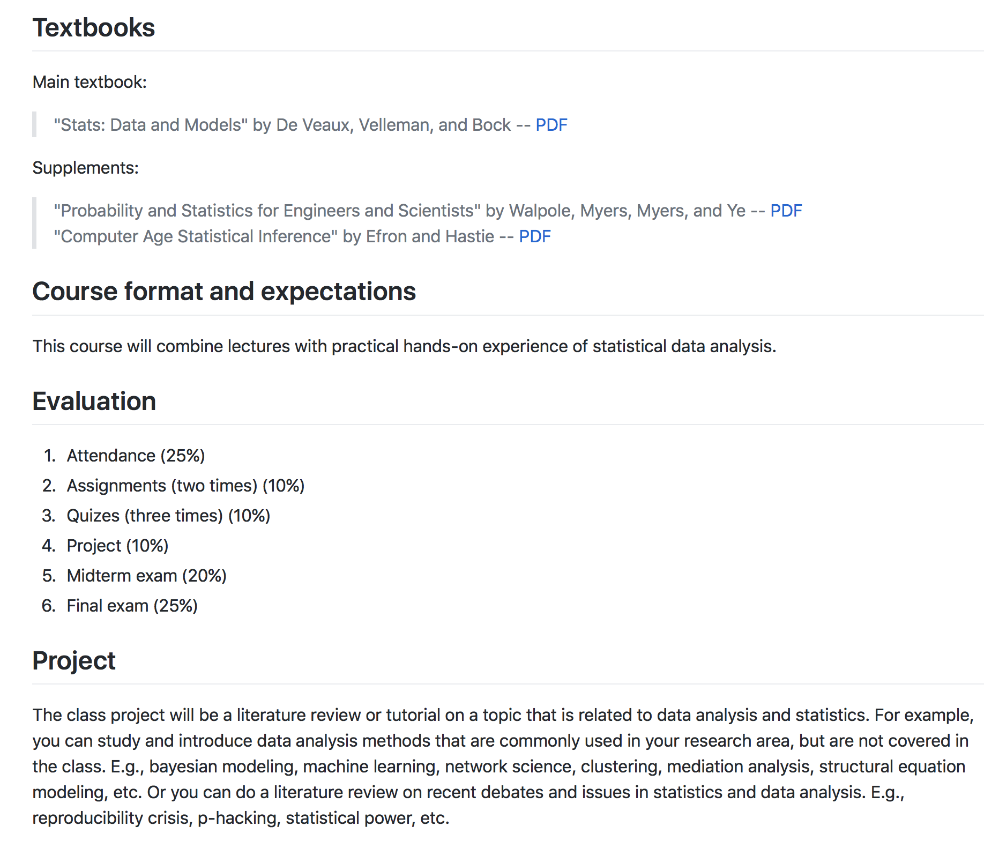 Textbooks
Main textbook:
"Stats: Data and Models" by De Veaux, Velleman, and Bock -- PDF
Supplements:
"Probability and Statistics for Engineers and Scientists" by Walpole, Myers, Myers, and Ye -- PDF
"Computer Age Statistical Inference" by Efron and Hastie -- PDF
Course format and expectations
This course will combine lectures with practical hands-on experience of statistical data analysis.
Evaluation
1. Attendance (25%)
2. Assignments (two times) (10%)
3. Quizes (three times) (10%)
4. Project (10%)
5. Midterm exam (20%)
6. Final exam (25%)
Project
The class project will be a literature review or tutorial on a topic that is related to data analysis and statistics. For example,
you can study and introduce data analysis methods that are commonly used in your research area, but are not covered in
the class. E.g., bayesian modeling, machine learning, network science, clustering, mediation analysis, structural equation
modeling, etc. Or you can do a literature review on recent debates and issues in statistics and data analysis. E.g.,
reproducibility crisis, p-hacking, statistical power, etc.